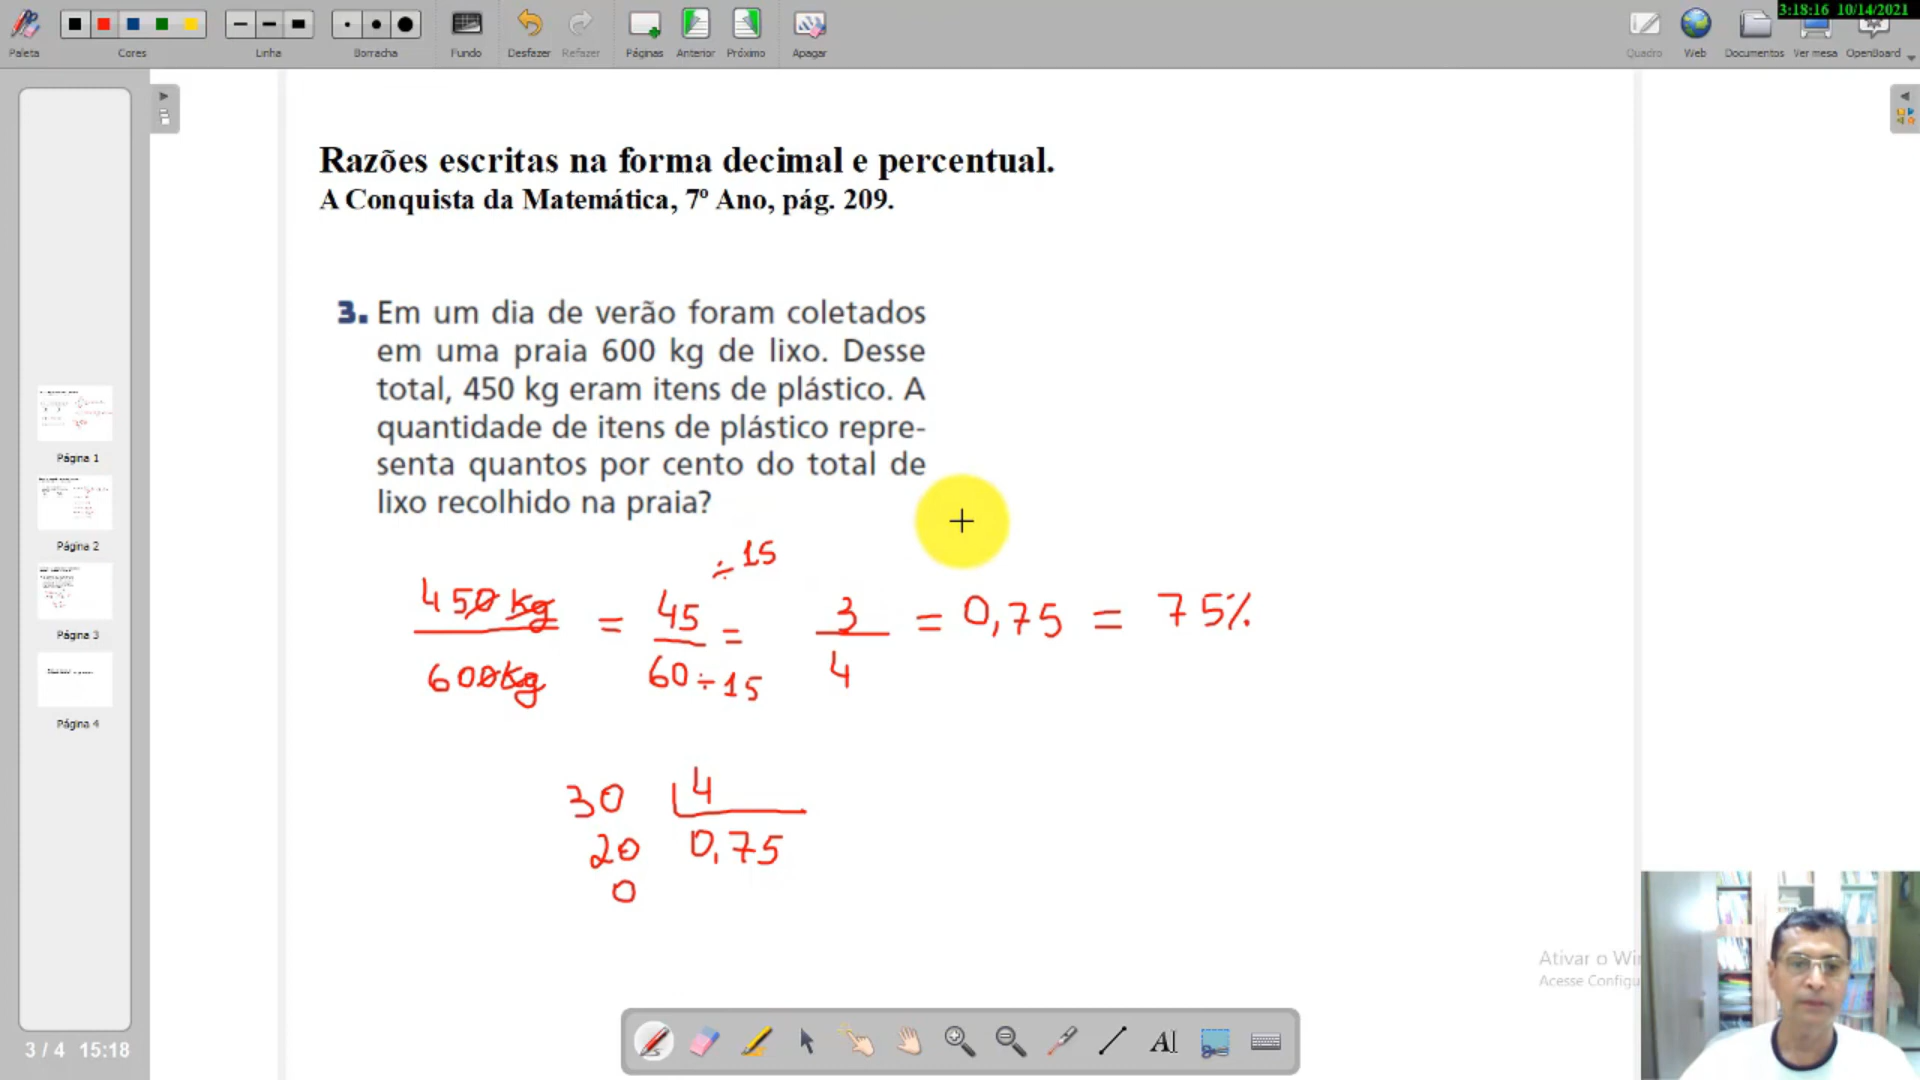 3:18:16 10/14/2021
Paleta
Cores
Linha
Borracha
Fundo
Desfazer
Refazer
Páginas
Anterior
Próximo
Apagar
Quadro
Web
Documentos
Ver mesa
OpenBoard
Razões escritas na forma decimal e percentual.
A Conquista da Matemática, 7º Ano, pág. 209.
3. Em um dia de verão foram coletados
em uma praia 600 kg de lixo. Desse
total, 450 kg eram itens de plástico. A
quantidade de itens de plástico repre-
senta quantos por cento do total de
lixo recolhido na praia?
÷ 15
450 kg = 45 = 3 = 0,75 = 75%
600 kg 60 ÷ 15 4
30 4
20 0,75
0
Página 1
Página 2
Página 3
Página 4
3 / 4 15:18
Ativar o Wi
Acesse Configu